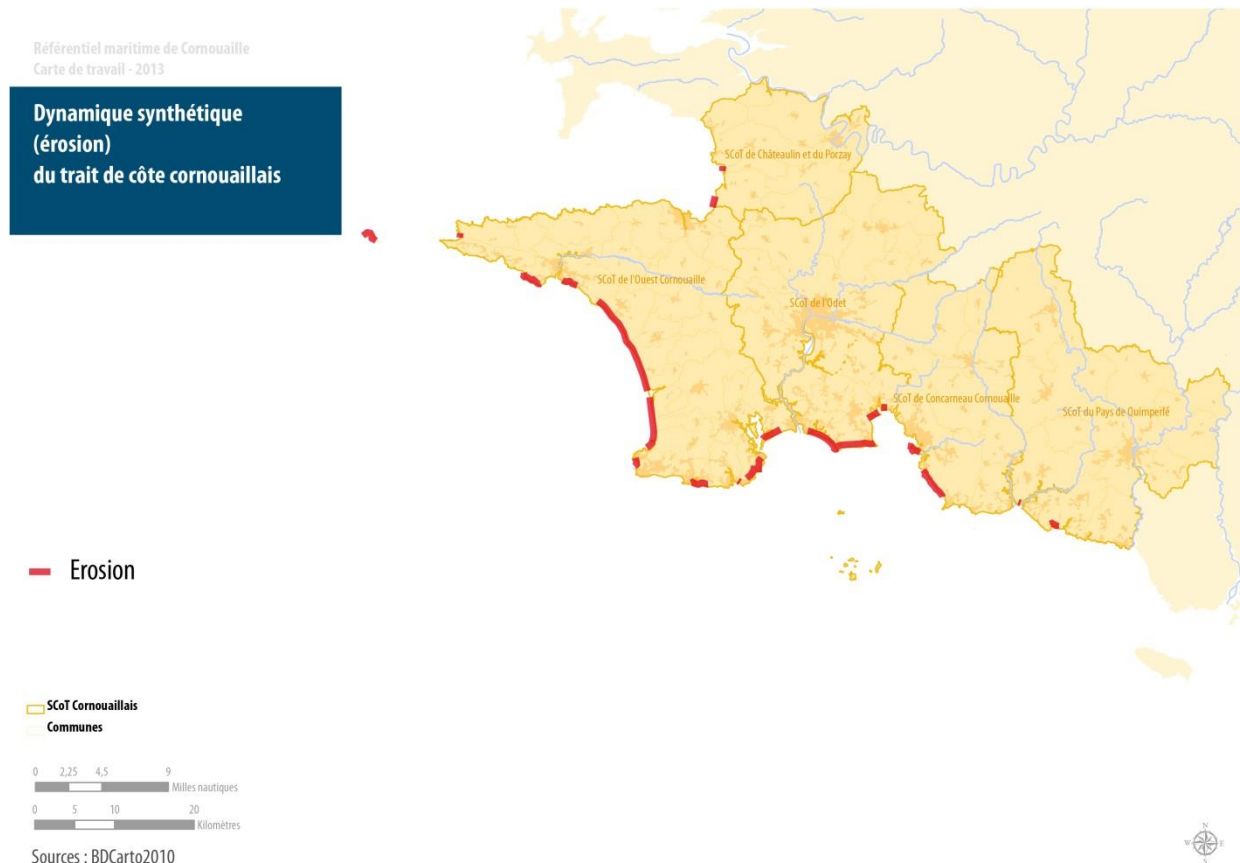 Référentiel maritime de Cornouaille
Carte de travail - 2013
Dynamique synthétique
(érosion)
du trait de côte cornouaillais
SCoT de Châteaulin et du Porzay
SCoT de l'Ouest Cornouaille
SCoT de l'Odet
SCoT de Concarneau Cornouaille
SCoT du Pays de Quimperlé
Erosion
SCoT Cornouaillais
Communes
0 2,25 4,5 9
Milles nautiques
0 5 10 20
Kilomètres
Sources : BDCarto2010
N
W E
S